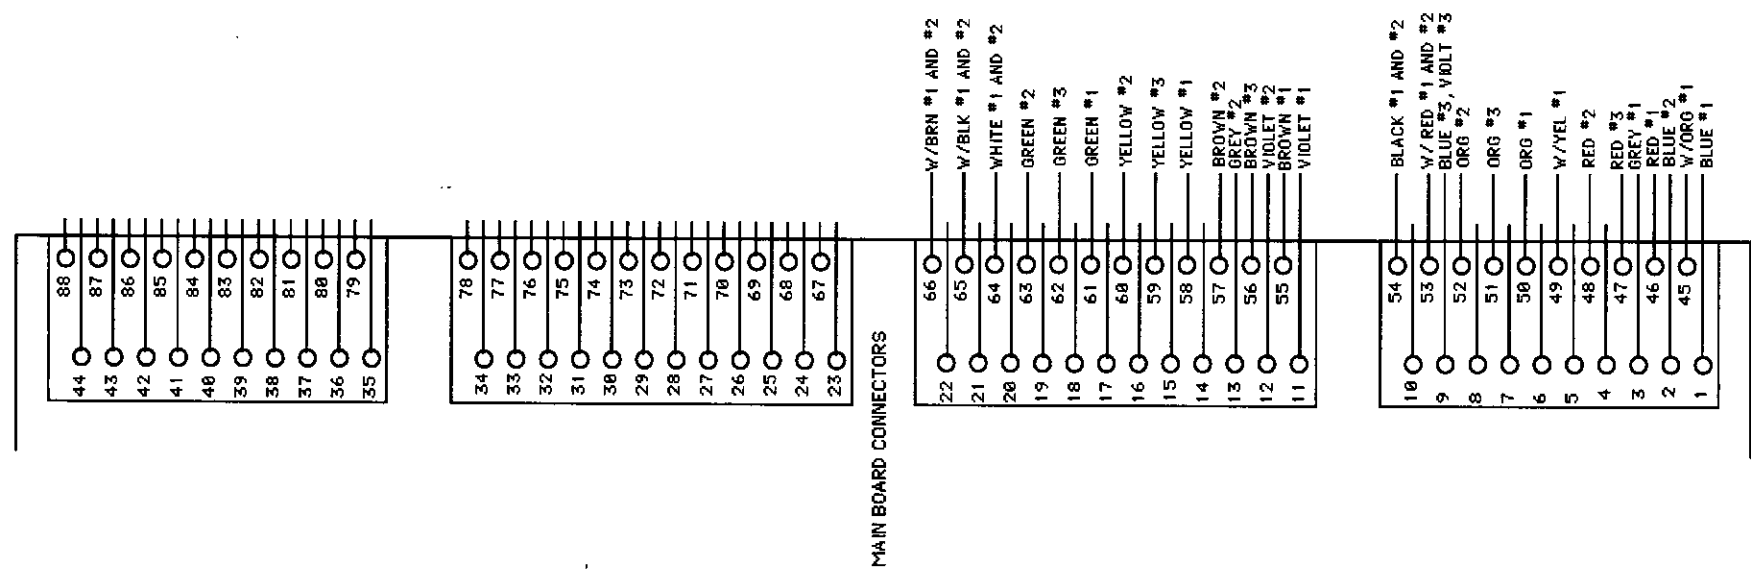 W/BRN #1 AND #2
W/BLK #1 AND #2
WHITE #1 AND #2
GREEN #2
GREEN #3
GREEN #1
YELLOW #2
YELLOW #3
YELLOW #1
BROWN #2
GREY #2
BROWN #3
VIOLET #2
BROWN #1
VIOLET #1
BLACK #1 AND #2
W/RED #1 AND #2
BLUE #3, VIOLT #3
ORG #2
ORG #3
ORG #1
W/YEL #1
RED #2
RED #3
GREY #1
RED #1
BLUE #2
W/ORG #1
BLUE #1
88
87
86
85
84
83
82
81
80
79
44
43
42
41
40
39
38
37
36
35
78
77
76
75
74
73
72
71
70
69
68
67
34
33
32
31
30
29
28
27
26
25
24
23
MAIN BOARD CONNECTORS
66
65
64
63
62
61
60
59
58
57
56
55
22
21
20
19
18
17
16
15
14
13
12
11
54
53
52
51
50
49
48
47
46
45
10
9
8
7
6
5
4
3
2
1